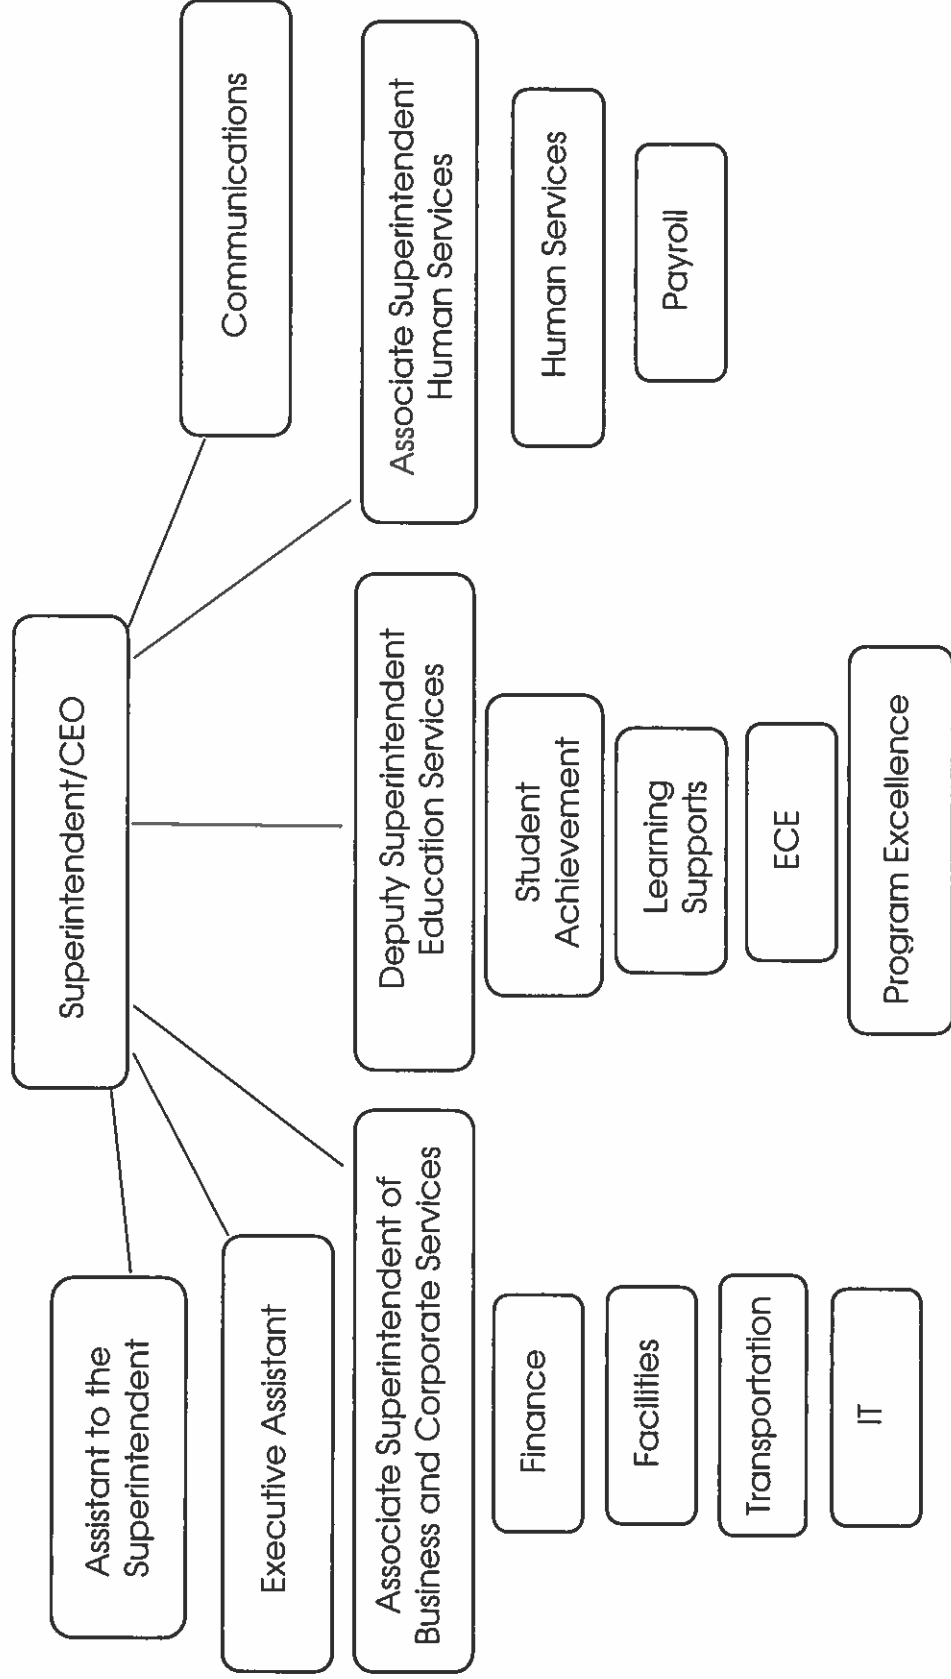 Superintendent/CEO
Assistant to the
Superintendent
Communications
Executive Assistant
Associate Superintendent of
Business and Corporate Services
Deputy Superintendent
Education Services
Associate Superintendent
Human Services
Finance
Facilities
Transportation
IT
Student
Achievement
Learning
Supports
ECE
Program Excellence
Human Services
Payroll